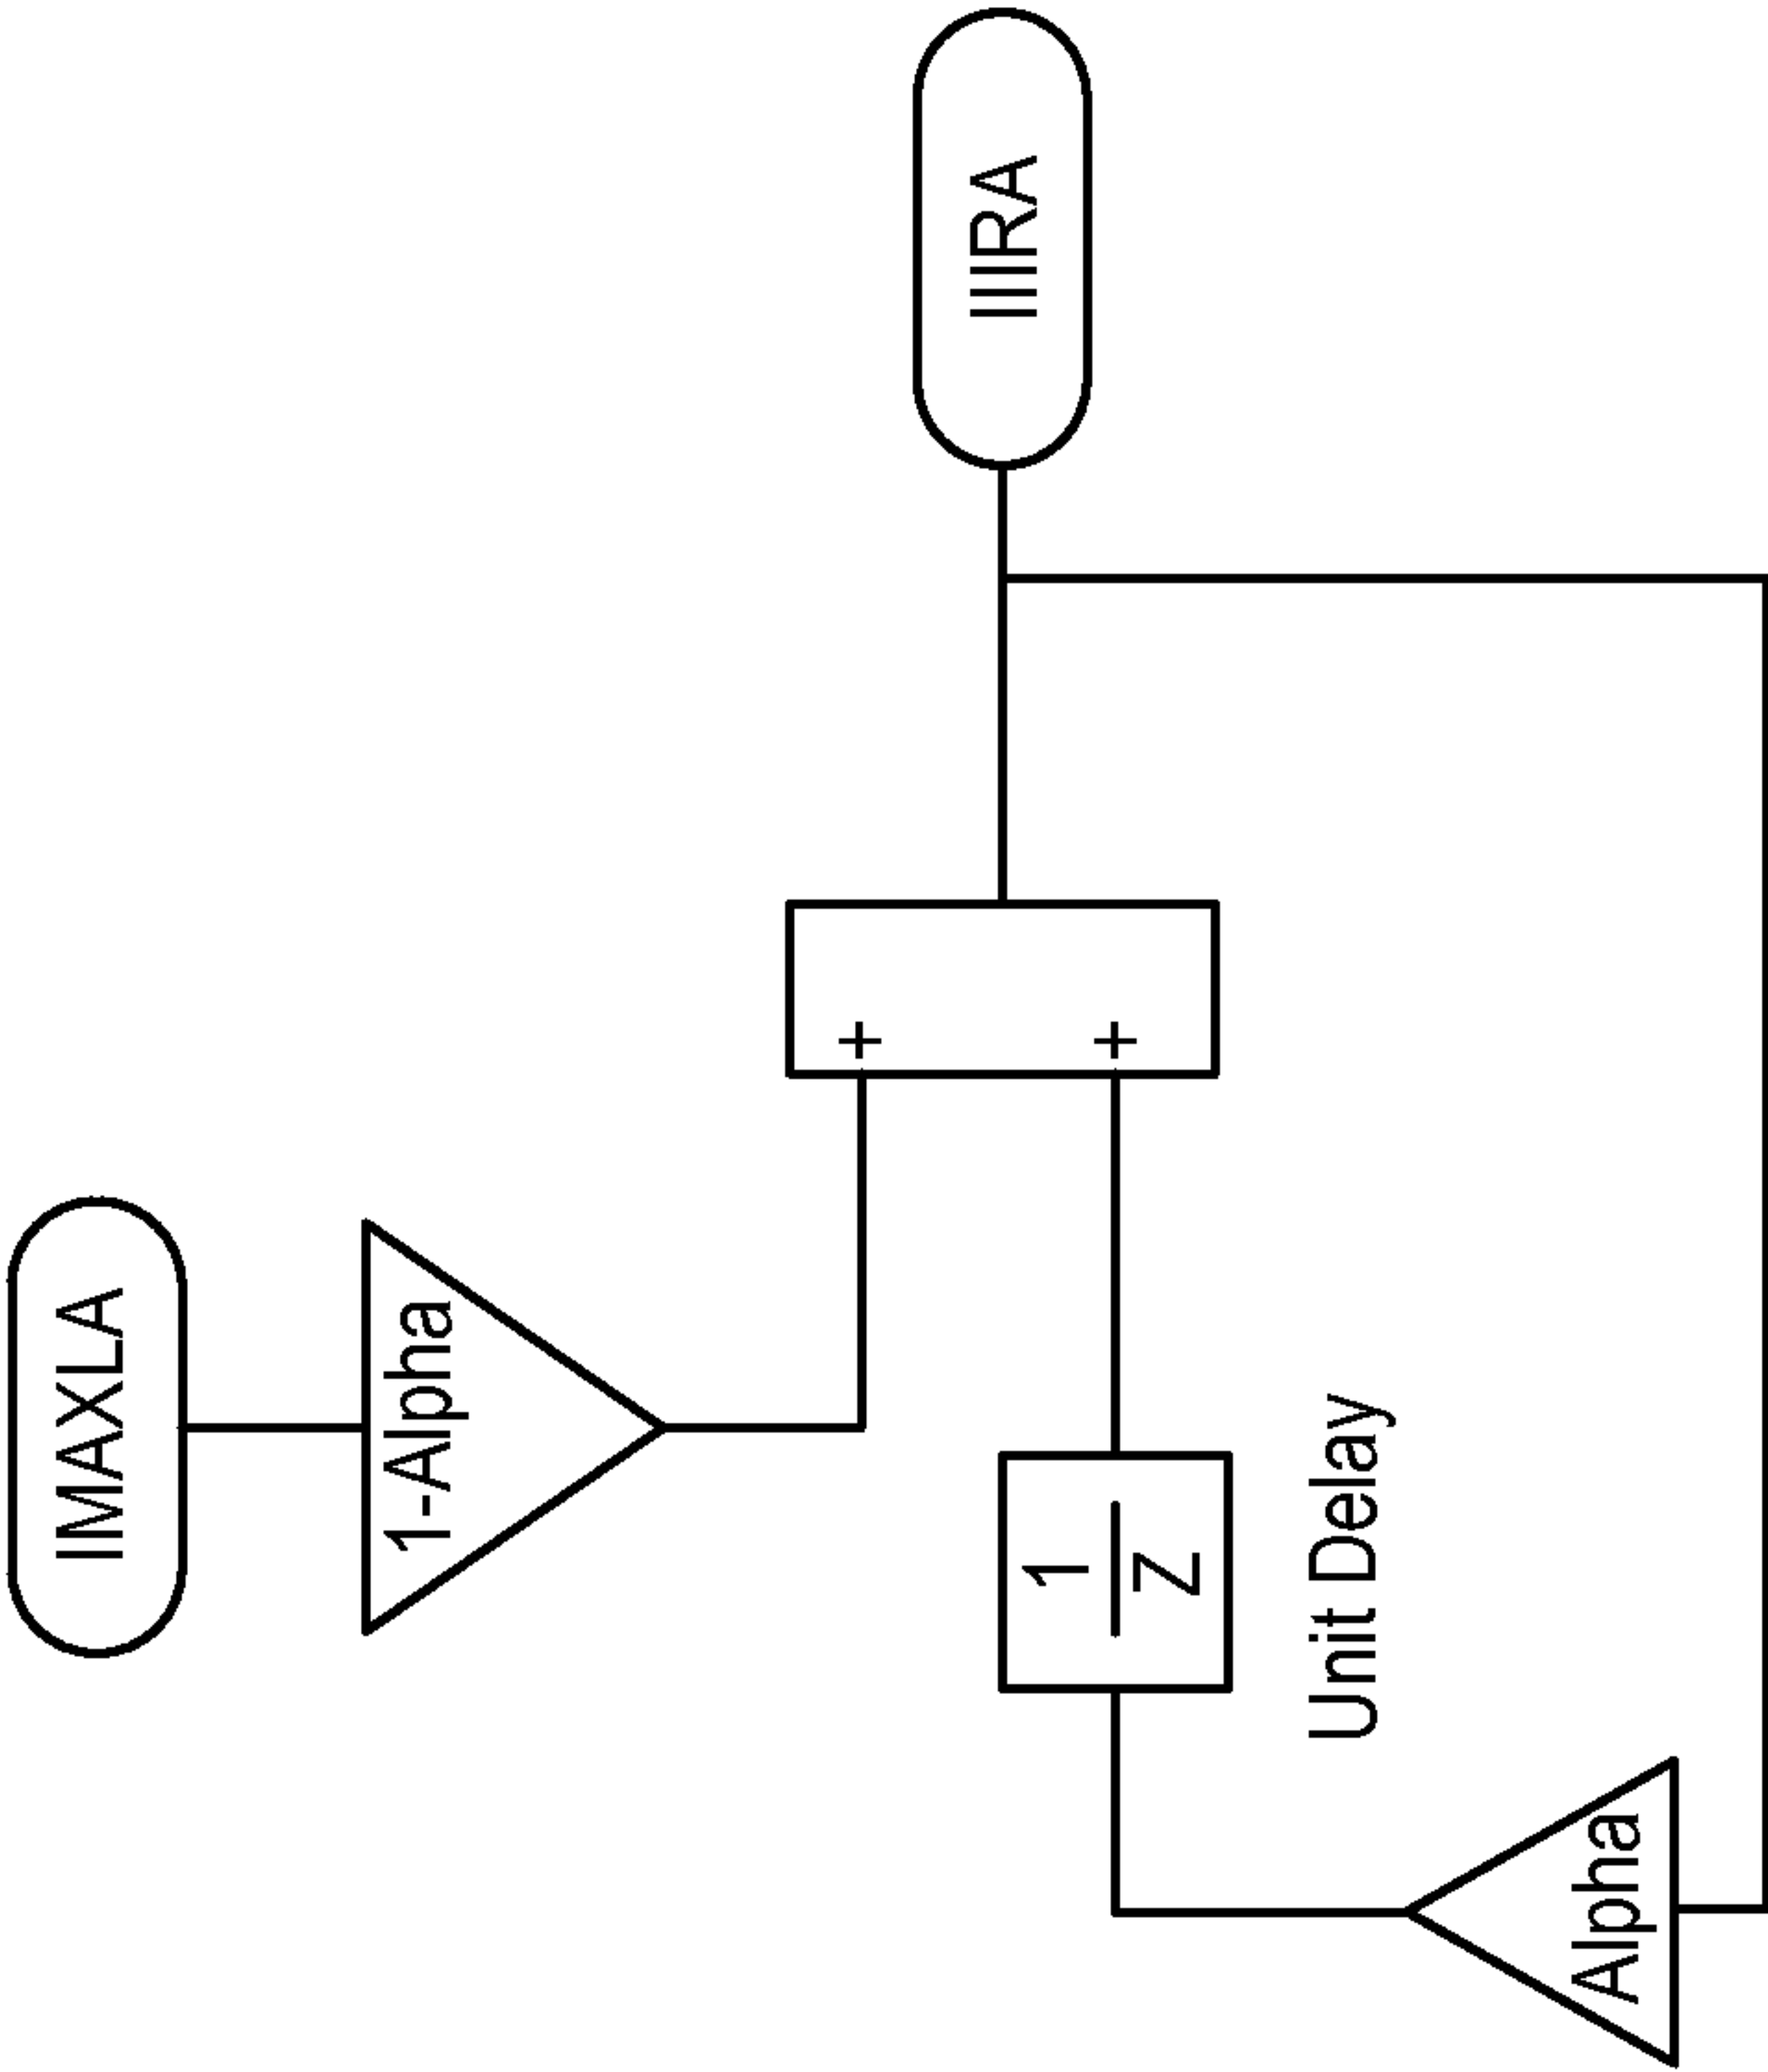 IMAXLA
1-Alpha
+
+
IIIRA
1
Z
Unit Delay
Alpha